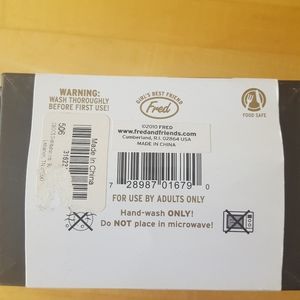 WARNING:
WASH THOROUGHLY
BEFORE FIRST USE!
GIRL'S BEST FRIEND
Fred
FOOD SAFE
©2010 FRED
www.fredandfriends.com
Cumberland, R.I. 02864 USA
MADE IN CHINA
Made in China
7 28987 01679 0
FOR USE BY ADULTS ONLY
Hand-wash ONLY!
Do NOT place in microwave!